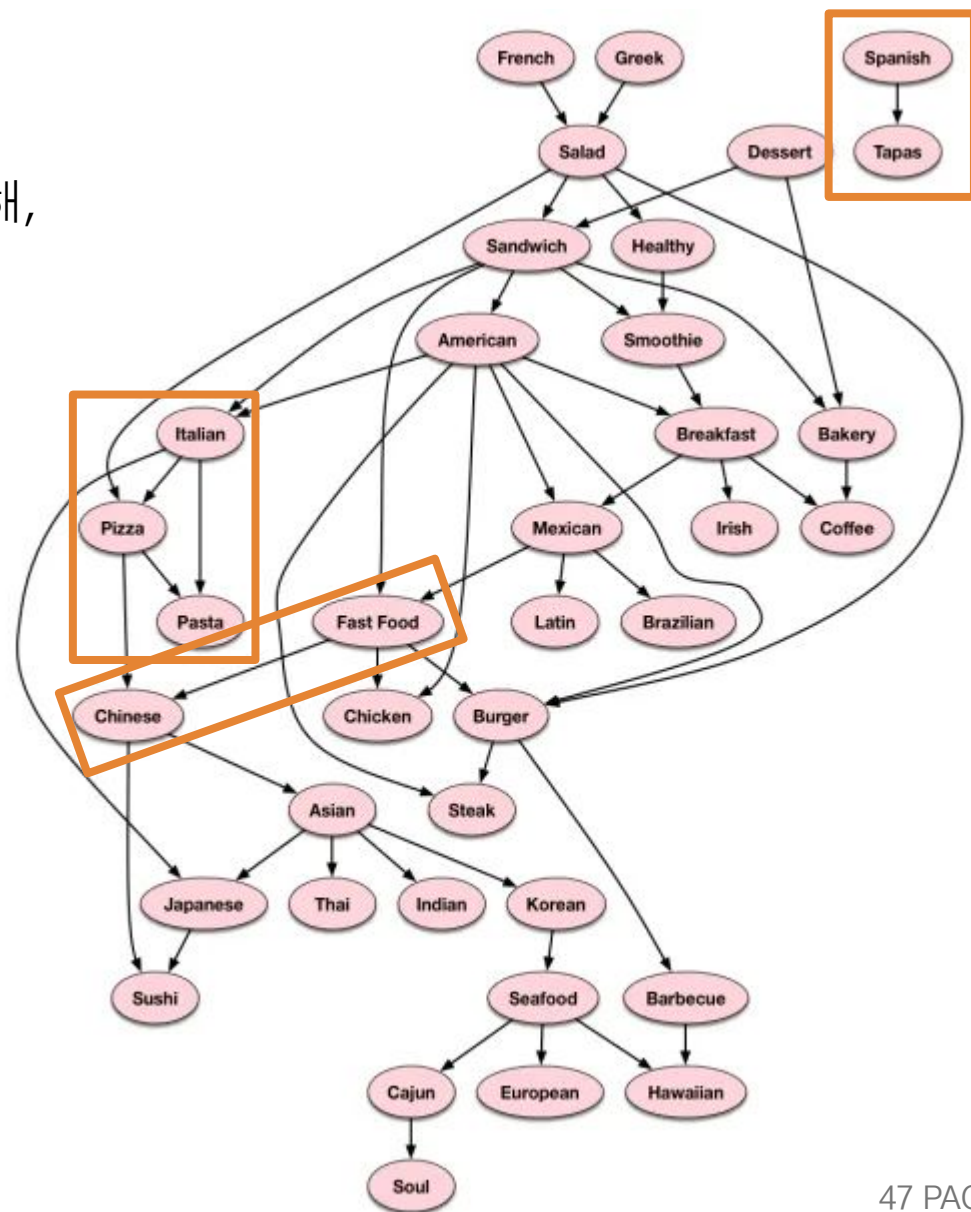 French Greek Spanish
Salad Dessert Tapas
해,
Sandwich Healthy
American Smoothie
Italian Breakfast Bakery
Pizza Mexican Irish Coffee
Pasta Fast Food Latin Brazilian
Chinese Chicken Burger
Asian Steak
Japanese Thai Indian Korean
Sushi Seafood Barbecue
Cajun European Hawaiian
Soul
47 PAG